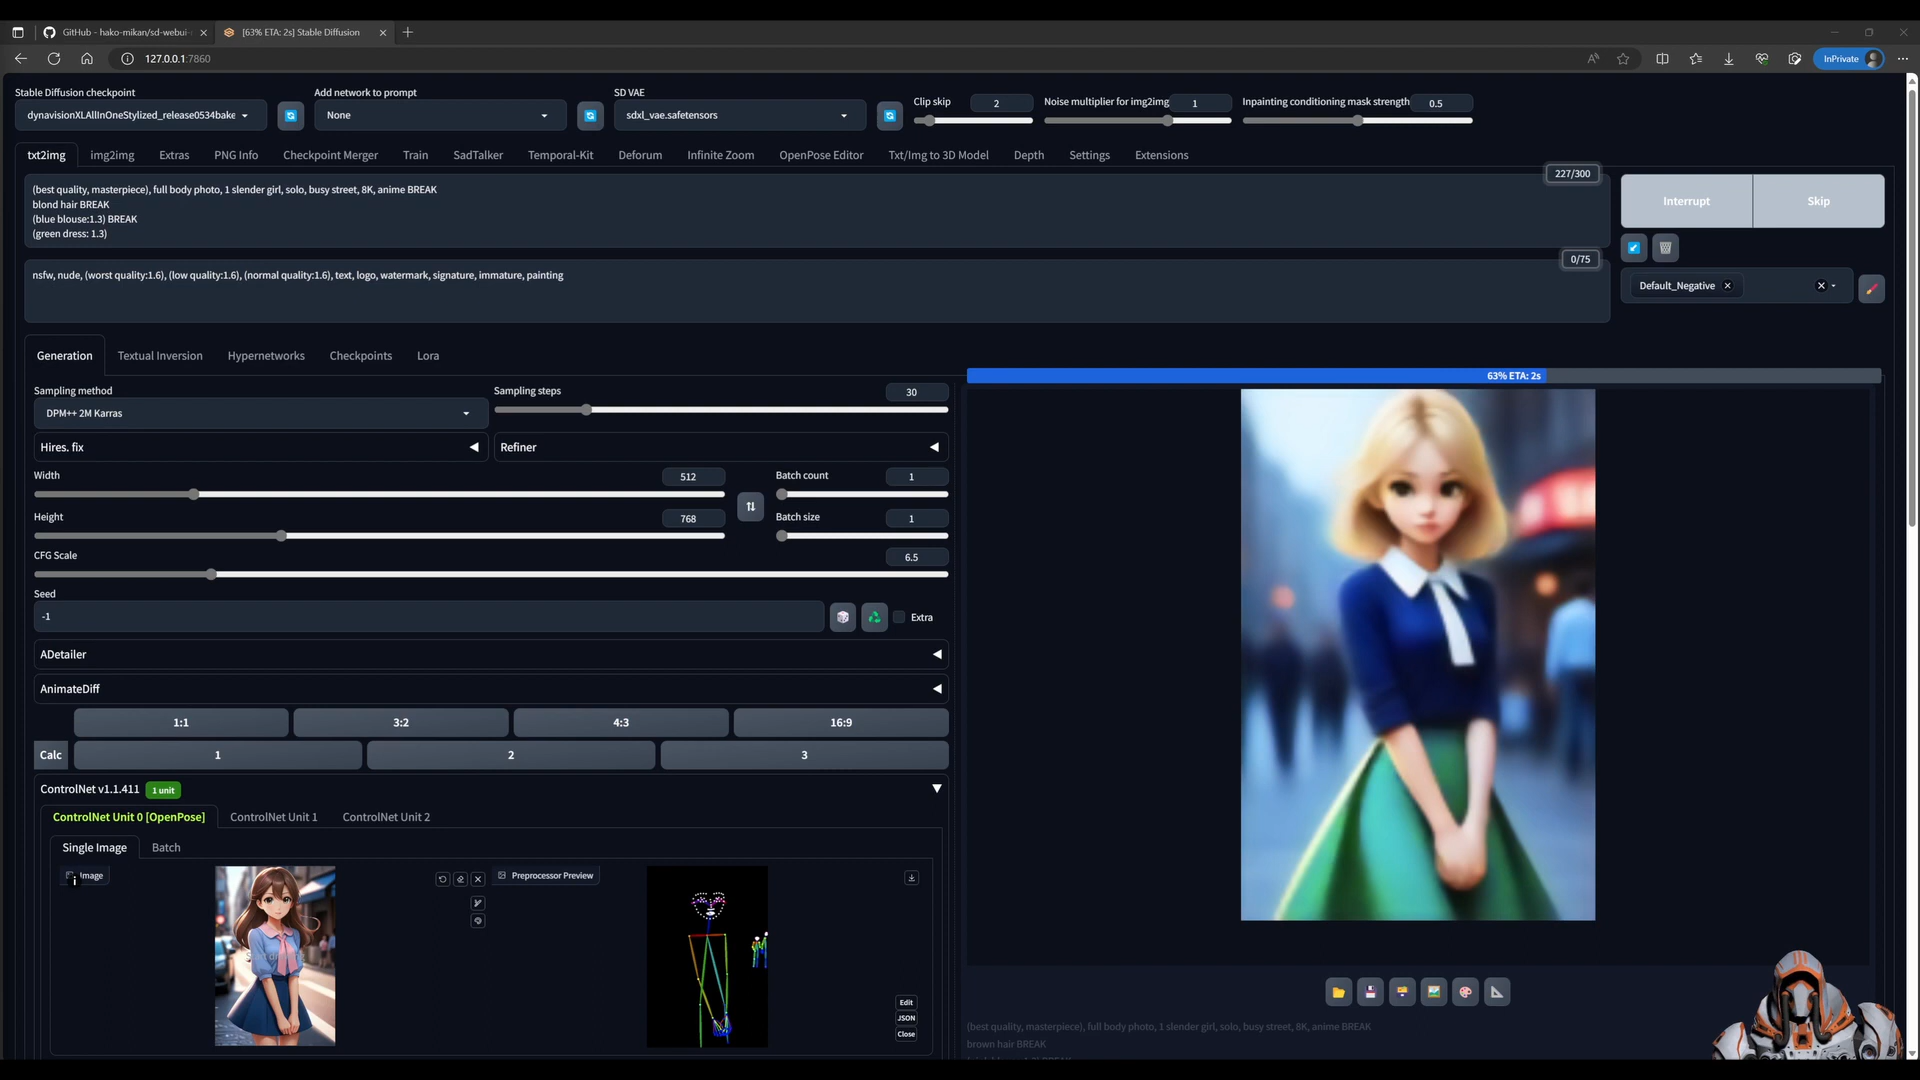 GitHub - hako-mikan/sd-webui-
[63% ETA: 2s] Stable Diffusion
127.0.0.1:7860
InPrivate
Stable Diffusion checkpoint
Add network to prompt
SD VAE
Clip skip
2
Noise multiplier for img2img
1
Inpainting conditioning mask strength
0.5
dynavisionXLAllInOneStylized_release0534bake
None
sdxl_vae.safetensors
txt2img
img2img
Extras
PNG Info
Checkpoint Merger
Train
SadTalker
Temporal-Kit
Deforum
Infinite Zoom
OpenPose Editor
Txt/Img to 3D Model
Depth
Settings
Extensions
227/300
(best quality, masterpiece), full body photo, 1 slender girl, solo, busy street, 8K, anime BREAK
blond hair BREAK
(blue blouse:1.3) BREAK
(green dress: 1.3)
Interrupt
Skip
0/75
nsfw, nude, (worst quality:1.6), (low quality:1.6), (normal quality:1.6), text, logo, watermark, signature, immature, painting
Default_Negative
Generation
Textual Inversion
Hypernetworks
Checkpoints
Lora
63% ETA: 2s
Sampling method
Sampling steps
30
DPM++ 2M Karras
Hires. fix
Refiner
Width
512
Batch count
1
Height
768
Batch size
1
CFG Scale
6.5
Seed
-1
Extra
ADetailer
AnimateDiff
1:1
3:2
4:3
16:9
Calc
1
2
3
ControlNet v1.1.411
1 unit
ControlNet Unit 0 [OpenPose]
ControlNet Unit 1
ControlNet Unit 2
Single Image
Batch
Image
Preprocessor Preview
Edit
JSON
Close
(best quality, masterpiece), full body photo, 1 slender girl, solo, busy street, 8K, anime BREAK
brown hair BREAK